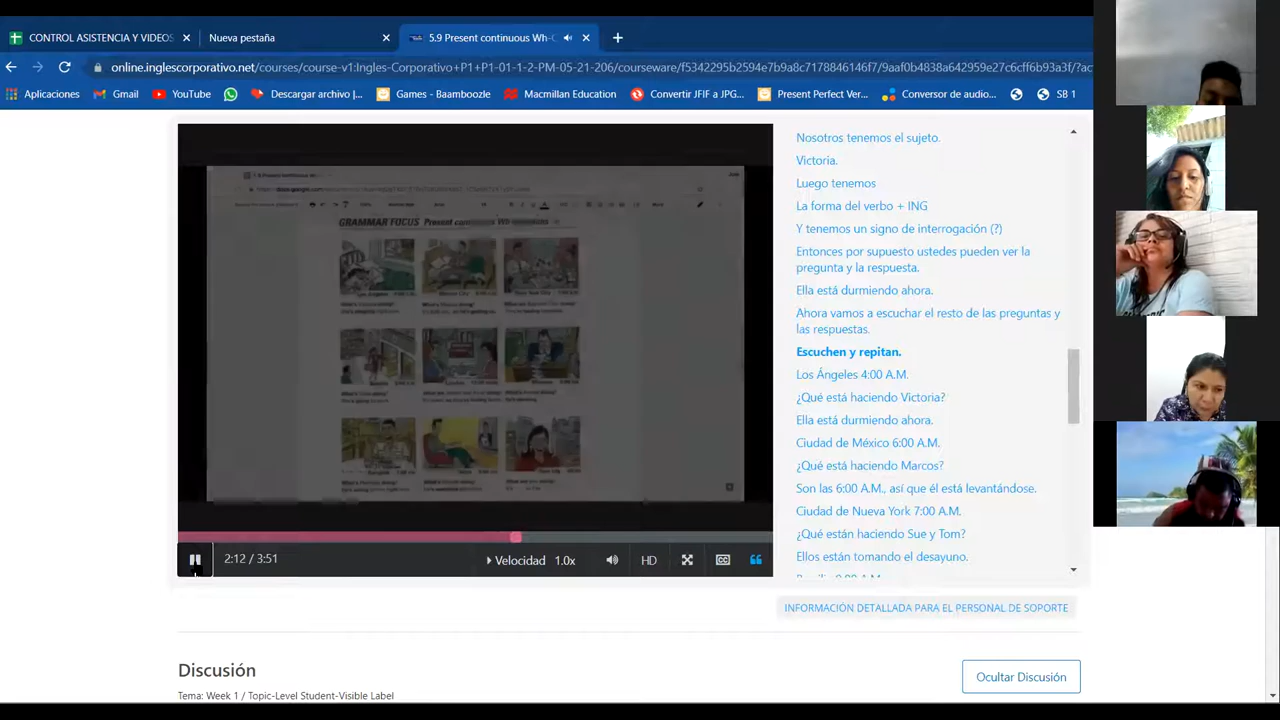 CONTROL ASISTENCIA Y VIDEOS
Nueva pestaña
5.9 Present continuous Wh-
online.inglescorporativo.net/courses/course-v1:Ingles-Corporativo+P1+P1-01-1-2-PM-05-21-206/courseware/f5342295b2594e7b9a8c7178846146f7/9aaf0b4838a642959e27c6cff6b93a3f/?ac
Aplicaciones
Gmail
YouTube
Descargar archivo |...
Games - Baamboozle
Macmillan Education
Convertir JFIF a JPG...
Present Perfect Ver...
Conversor de audio...
SB 1
GRAMMAR FOCUS Present continuous Wh-
Nosotros tenemos el sujeto.
Victoria.
Luego tenemos
La forma del verbo + ING
Y tenemos un signo de interrogación (?)
Entonces por supuesto ustedes pueden ver la
pregunta y la respuesta.
Ella está durmiendo ahora.
Ahora vamos a escuchar el resto de las preguntas y
las respuestas.
Escuchen y repitan.
Los Ángeles 4:00 A.M.
¿Qué está haciendo Victoria?
Ella está durmiendo ahora.
Ciudad de México 6:00 A.M.
¿Qué está haciendo Marcos?
Son las 6:00 A.M., así que él está levantándose.
Ciudad de Nueva York 7:00 A.M.
¿Qué están haciendo Sue y Tom?
Ellos están tomando el desayuno.
2:12 / 3:51
Velocidad 1.0x
HD
INFORMACIÓN DETALLADA PARA EL PERSONAL DE SOPORTE
Discusión
Ocultar Discusión
Tema: Week 1 / Topic-Level Student-Visible Label